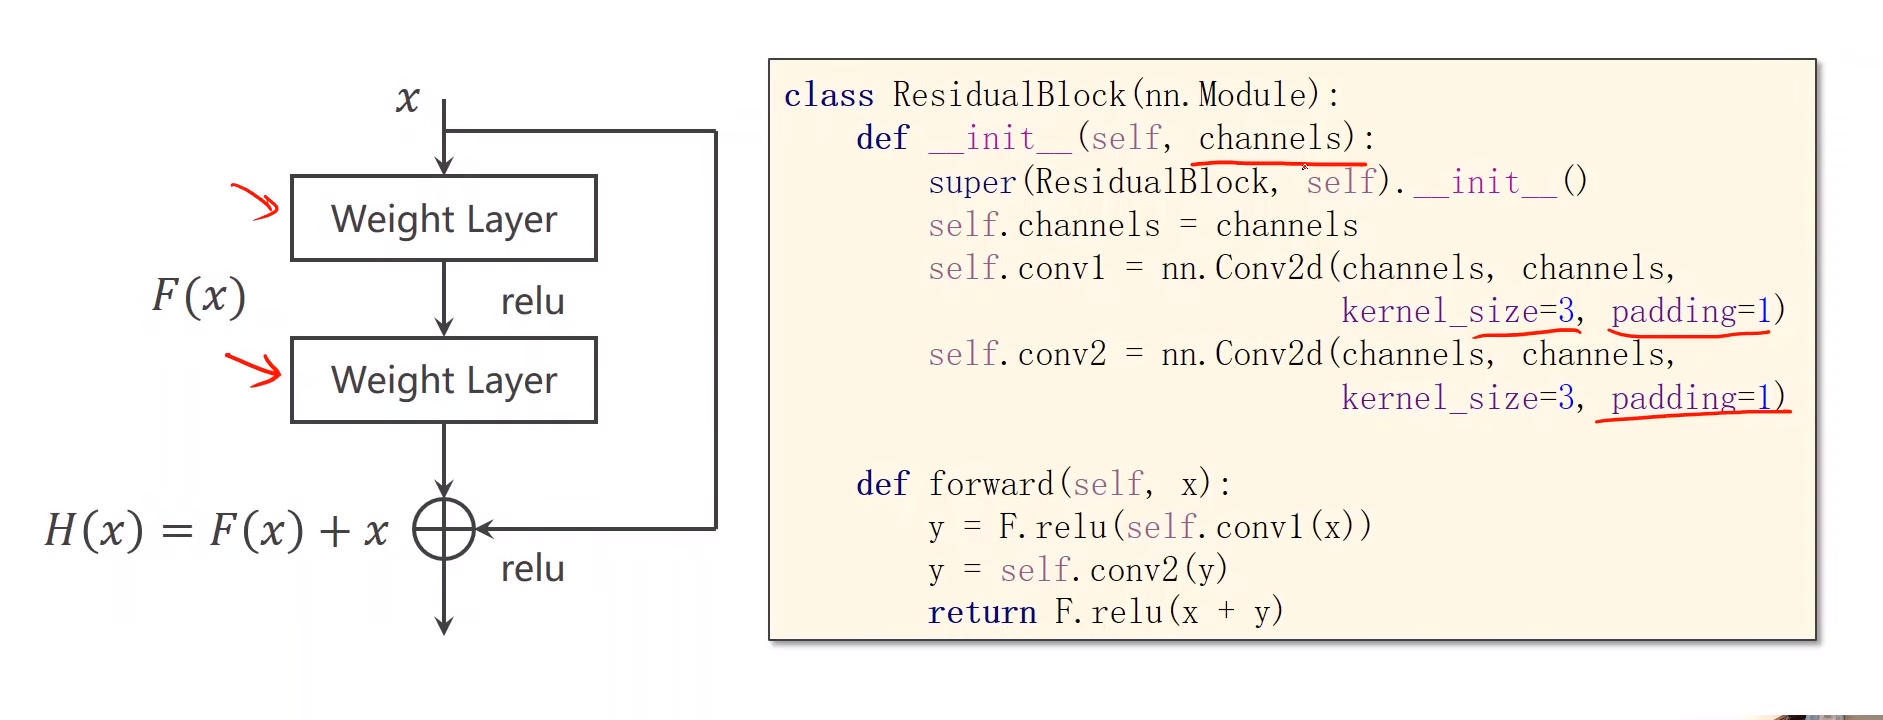 x
Weight Layer
F(x)
relu
Weight Layer
H(x) = F(x) + x
relu
class ResidualBlock(nn.Module):
    def __init__(self, channels):
        super(ResidualBlock, self).__init__()
        self.channels = channels
        self.conv1 = nn.Conv2d(channels, channels,
                               kernel_size=3, padding=1)
        self.conv2 = nn.Conv2d(channels, channels,
                               kernel_size=3, padding=1)
    def forward(self, x):
        y = F.relu(self.conv1(x))
        y = self.conv2(y)
        return F.relu(x + y)